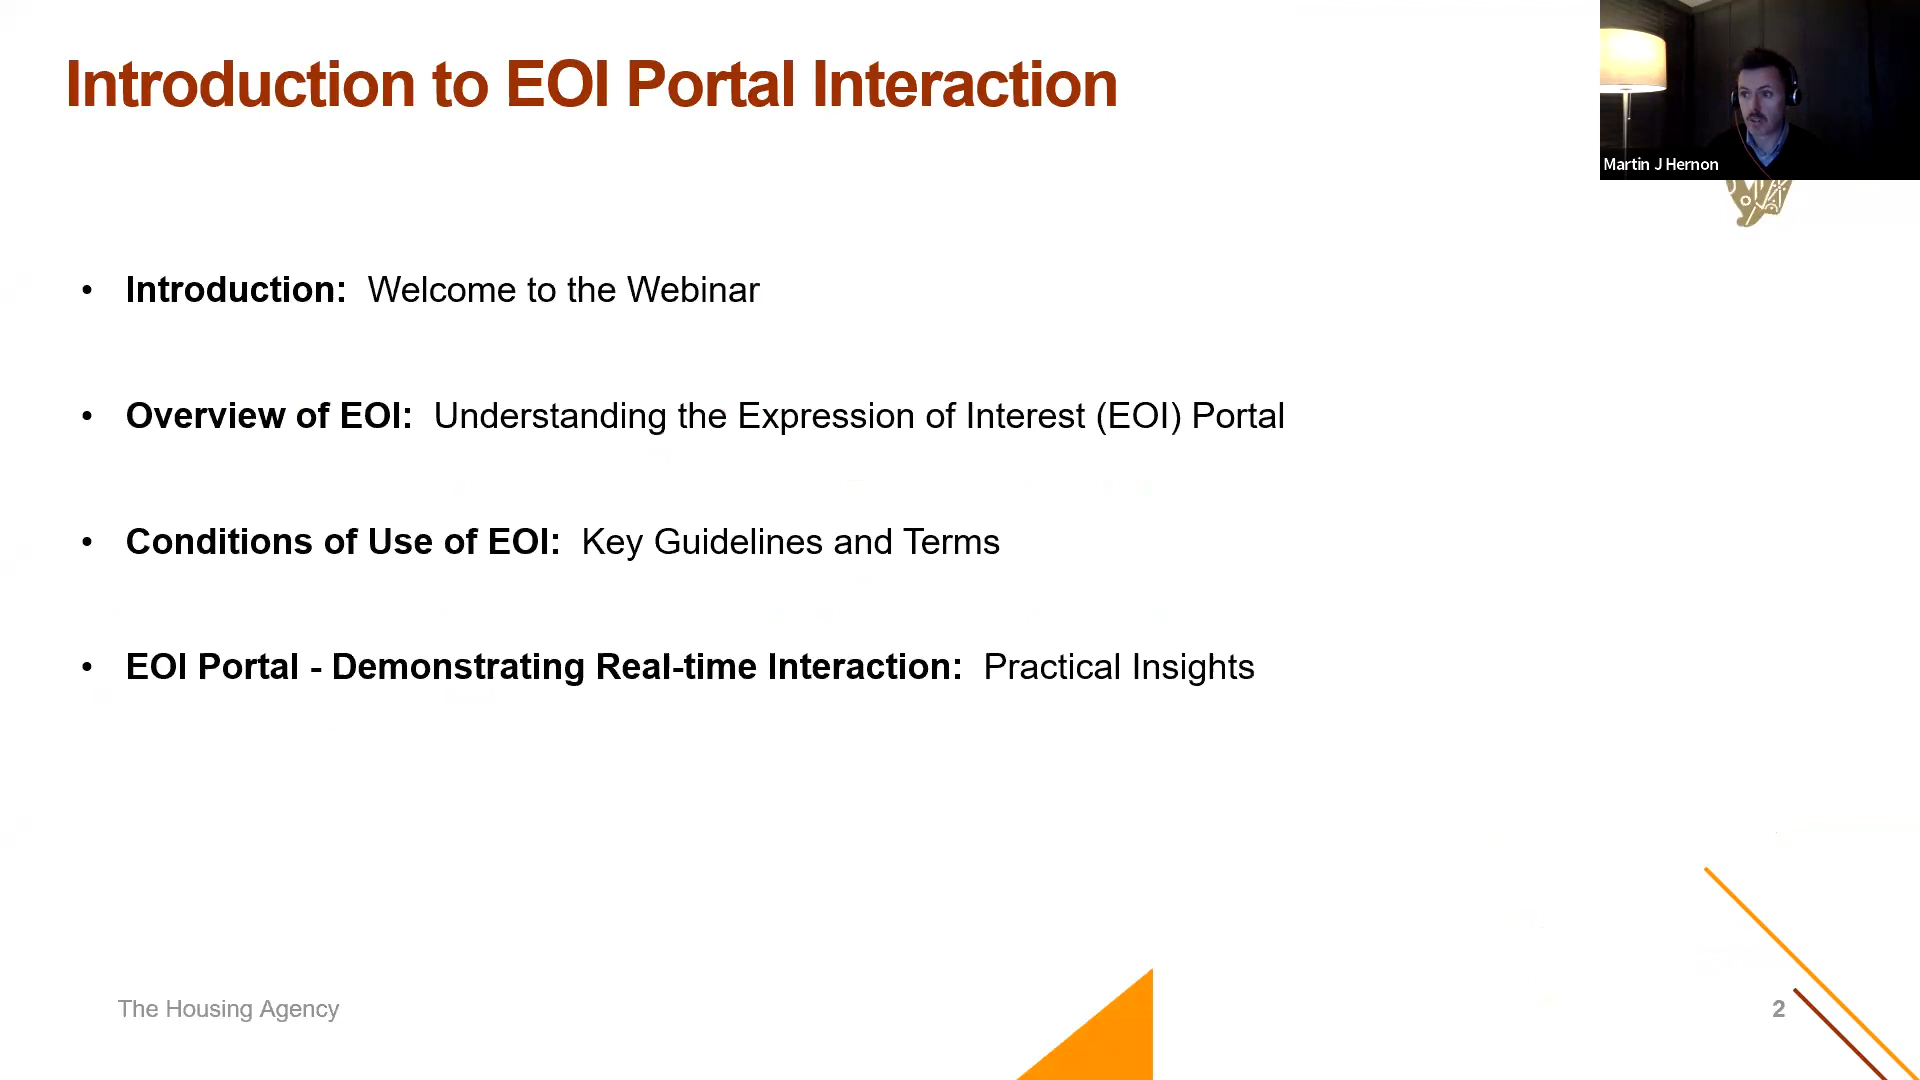 Introduction to EOI Portal Interaction
Martin J Hernon
• Introduction: Welcome to the Webinar
• Overview of EOI: Understanding the Expression of Interest (EOI) Portal
• Conditions of Use of EOI: Key Guidelines and Terms
• EOI Portal - Demonstrating Real-time Interaction: Practical Insights
The Housing Agency
2